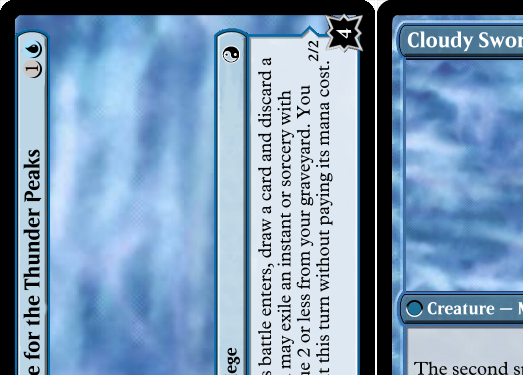 1
e for the Thunder Peaks
ege
s battle enters, draw a card and discard a
may exile an instant or sorcery with
ue 2 or less from your graveyard. You
t this turn without paying its mana cost.
2/2
4
Cloudy Swor
Creature —
The second s